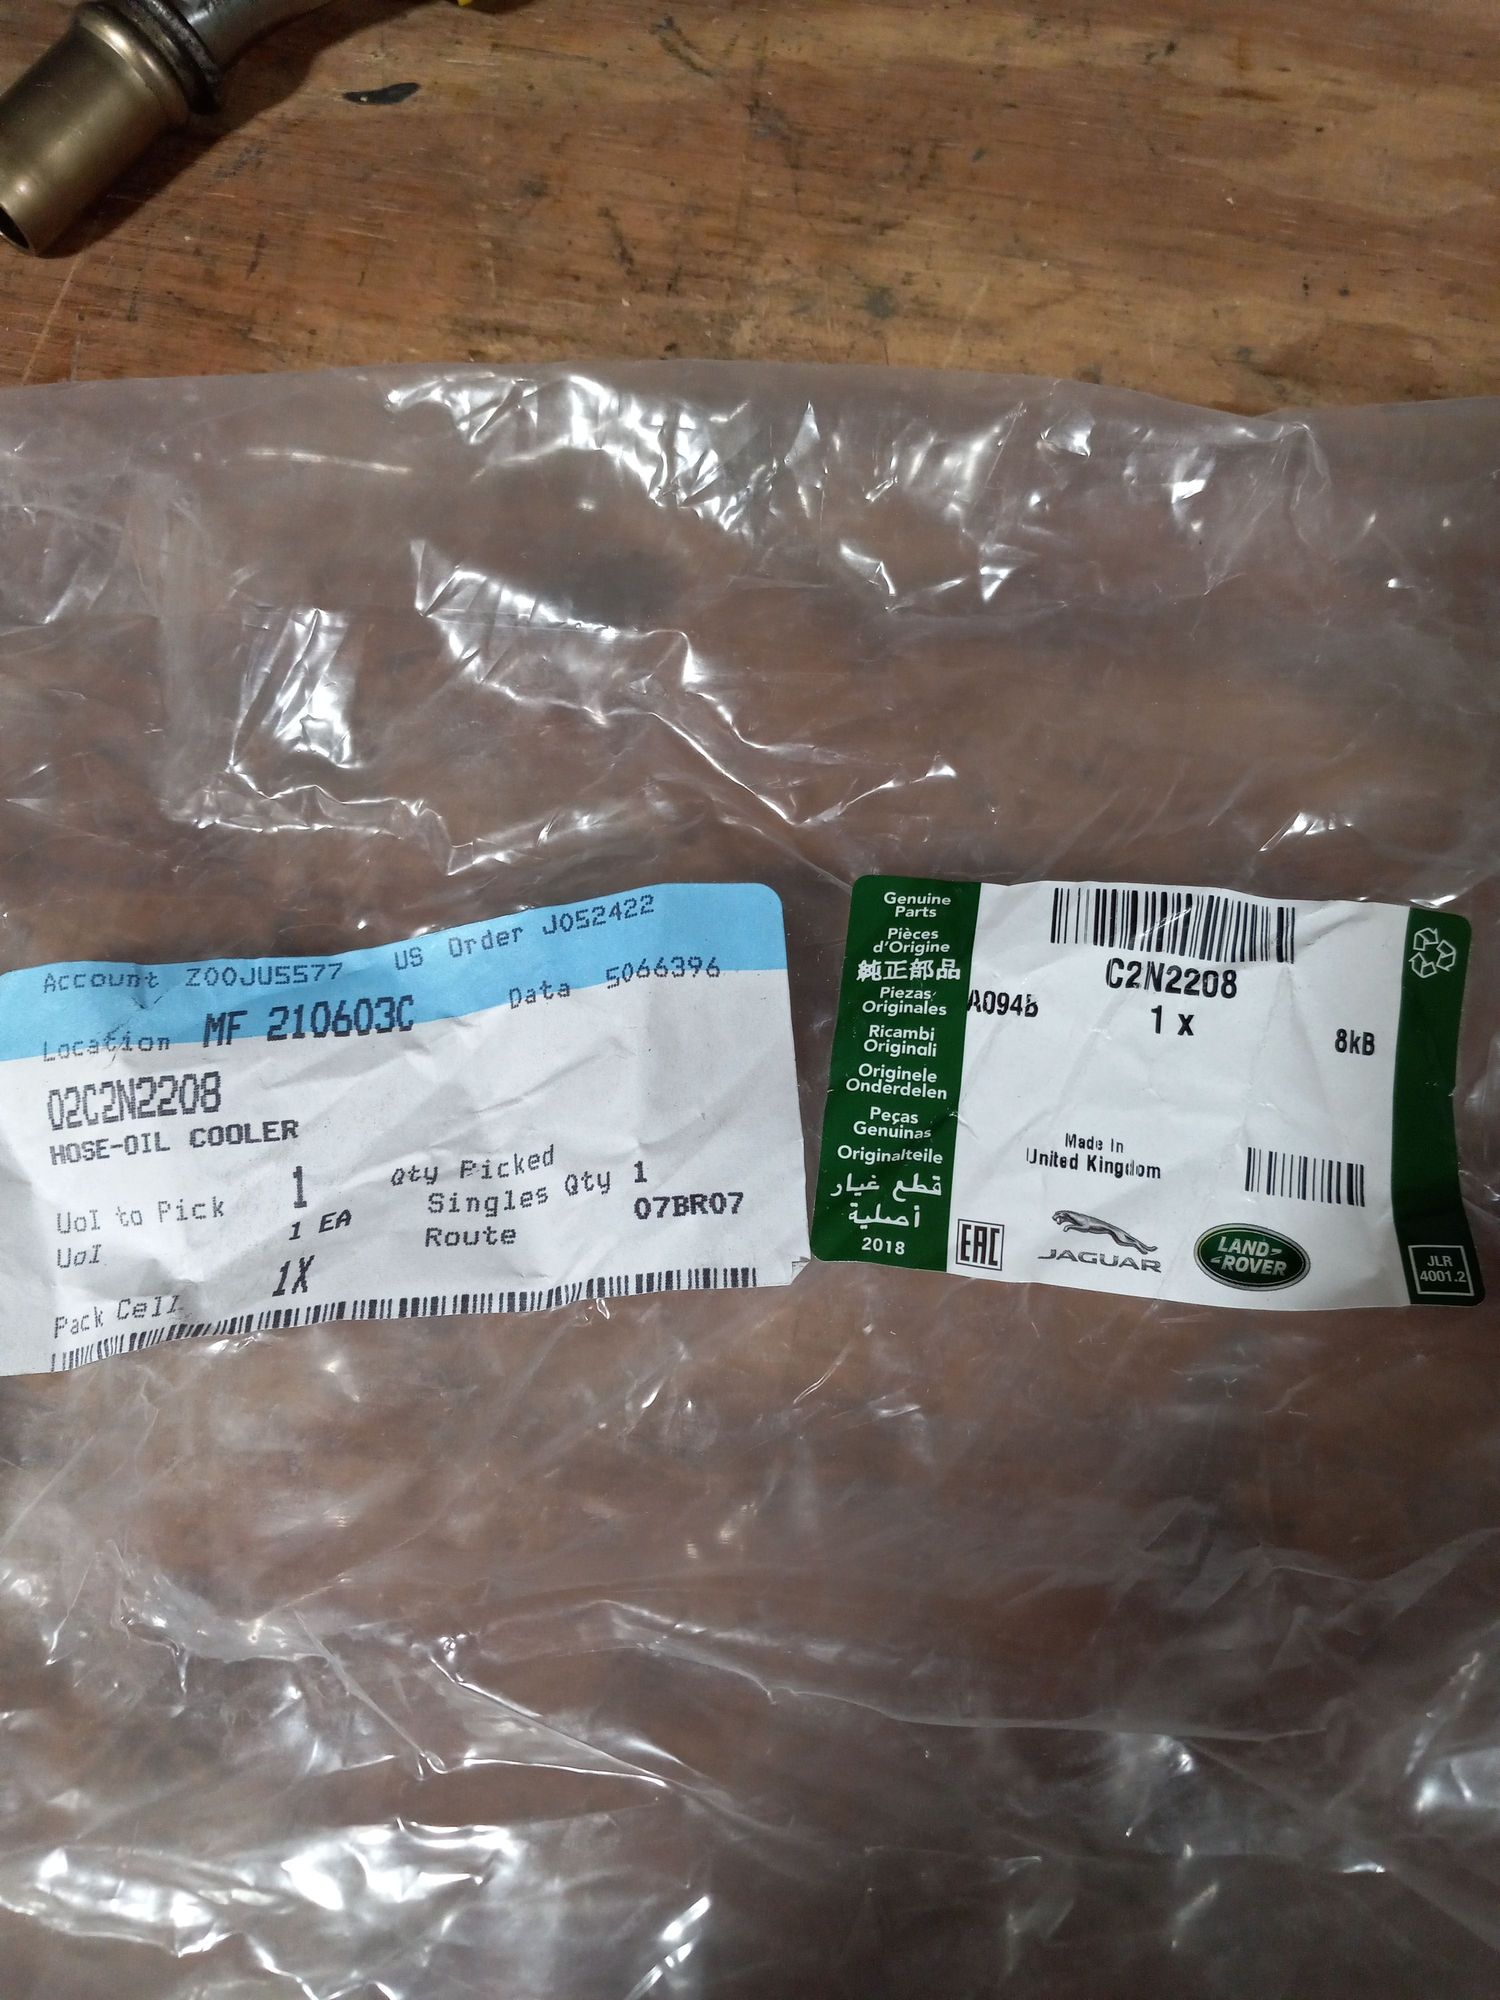 Account Z00JU5577 US Order J052422
Location MF 210603C Data 5066396
02C2N2208
HOSE-OIL COOLER
UoI to Pick 1 Qty Picked
UoI 1 EA Singles Qty 1
Route 07BR07
Pack Cell 1X
Genuine
Parts
Pièces
d'Origine
純正部品
Piezas
Originales
Ricambi
Originali
Originele
Onderdelen
Peças
Genuinas
Originalteile
قطع غيار
أصلية
2018
C2N2208
A094b
1 x
8kB
Made In
United Kingdom
EAC
JAGUAR
LAND-
-ROVER
JLR
4001.2